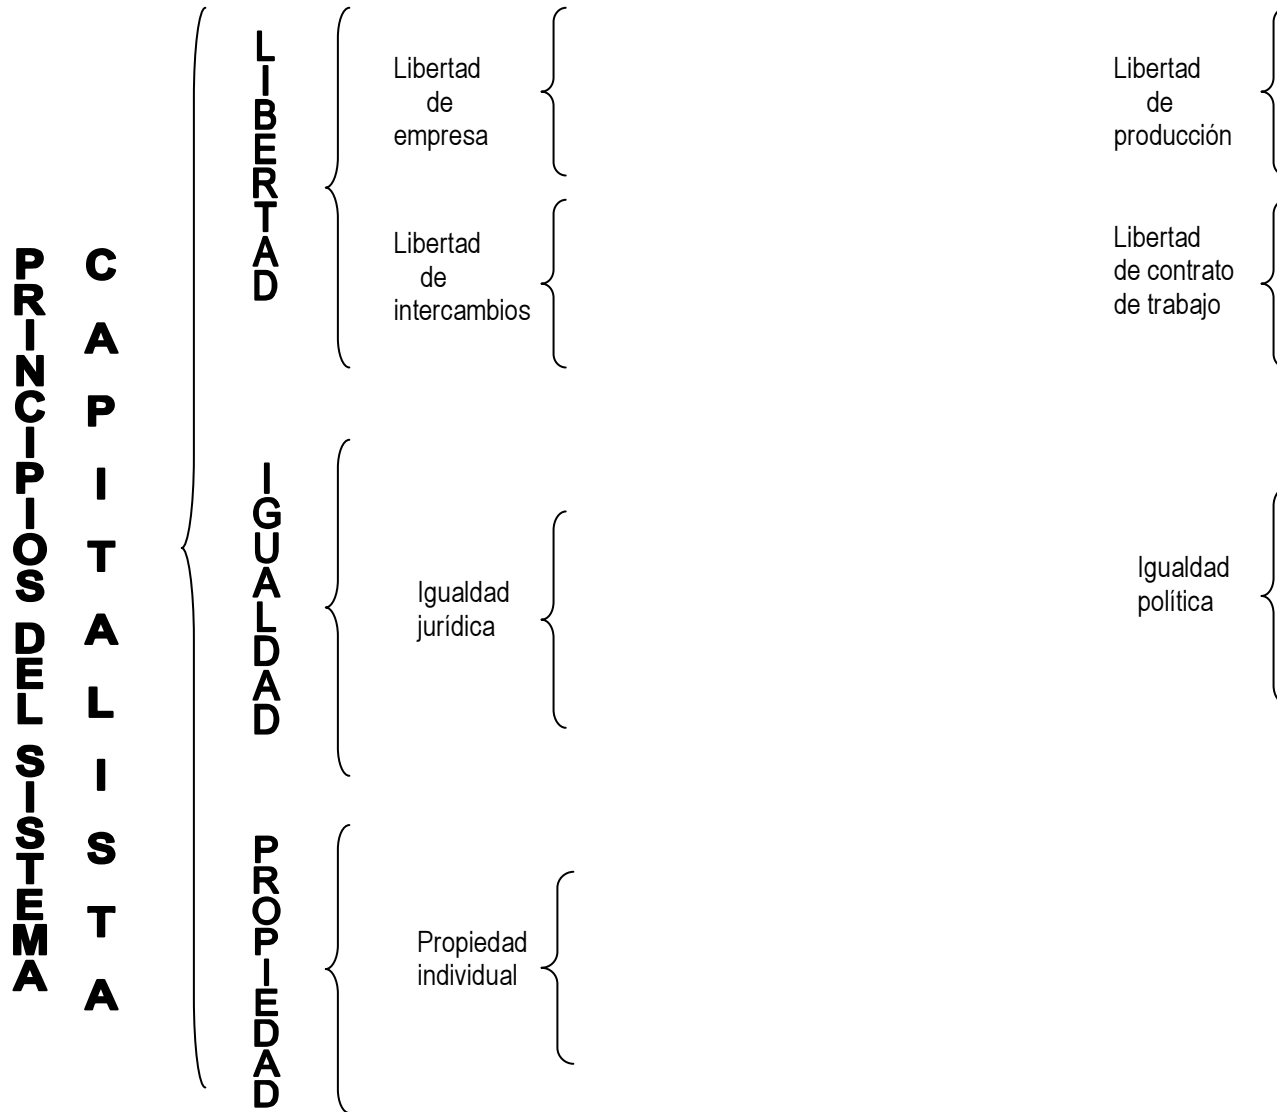 PRINCIPIOS DEL SISTEMA
CAPITALISTA
LIBERTAD
Libertad
de
empresa
Libertad
de
producción
Libertad
de
intercambios
Libertad
de contrato
de trabajo
IGUALDAD
Igualdad
jurídica
Igualdad
política
PROPIEDAD
Propiedad
individual